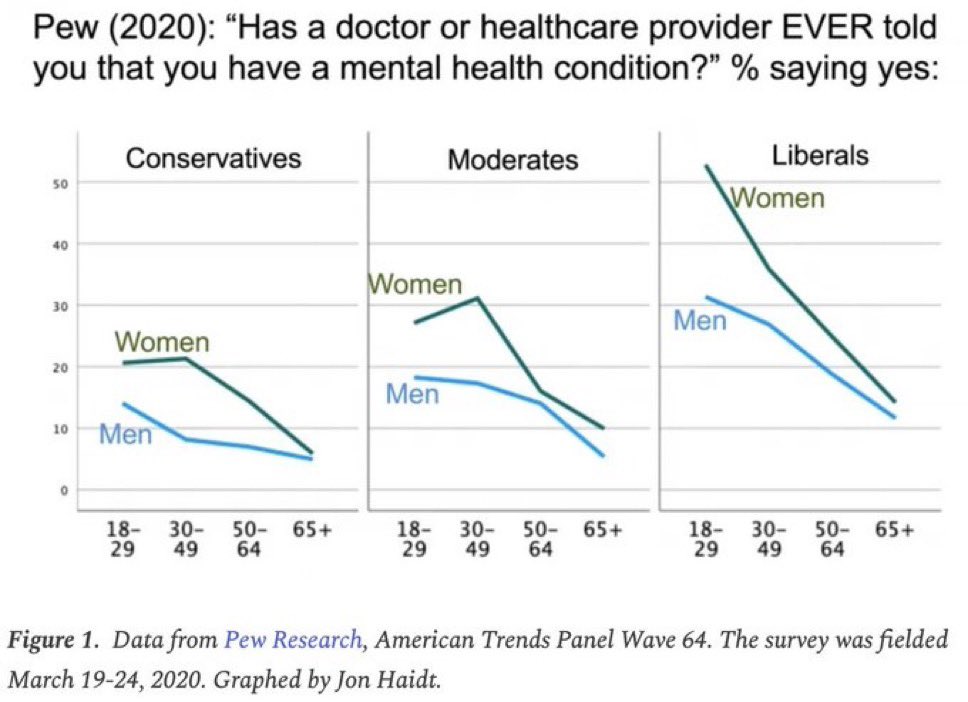 Pew (2020): “Has a doctor or healthcare provider EVER told
you that you have a mental health condition?” % saying yes:
Conservatives
Moderates
Liberals
50
40
30
20
10
0
Women
Men
Women
Men
Women
Men
18-
29
30-
49
50-
64
65+
18-
29
30-
49
50-
64
65+
18-
29
30-
49
50-
64
65+
Figure 1. Data from Pew Research, American Trends Panel Wave 64. The survey was fielded
March 19-24, 2020. Graphed by Jon Haidt.